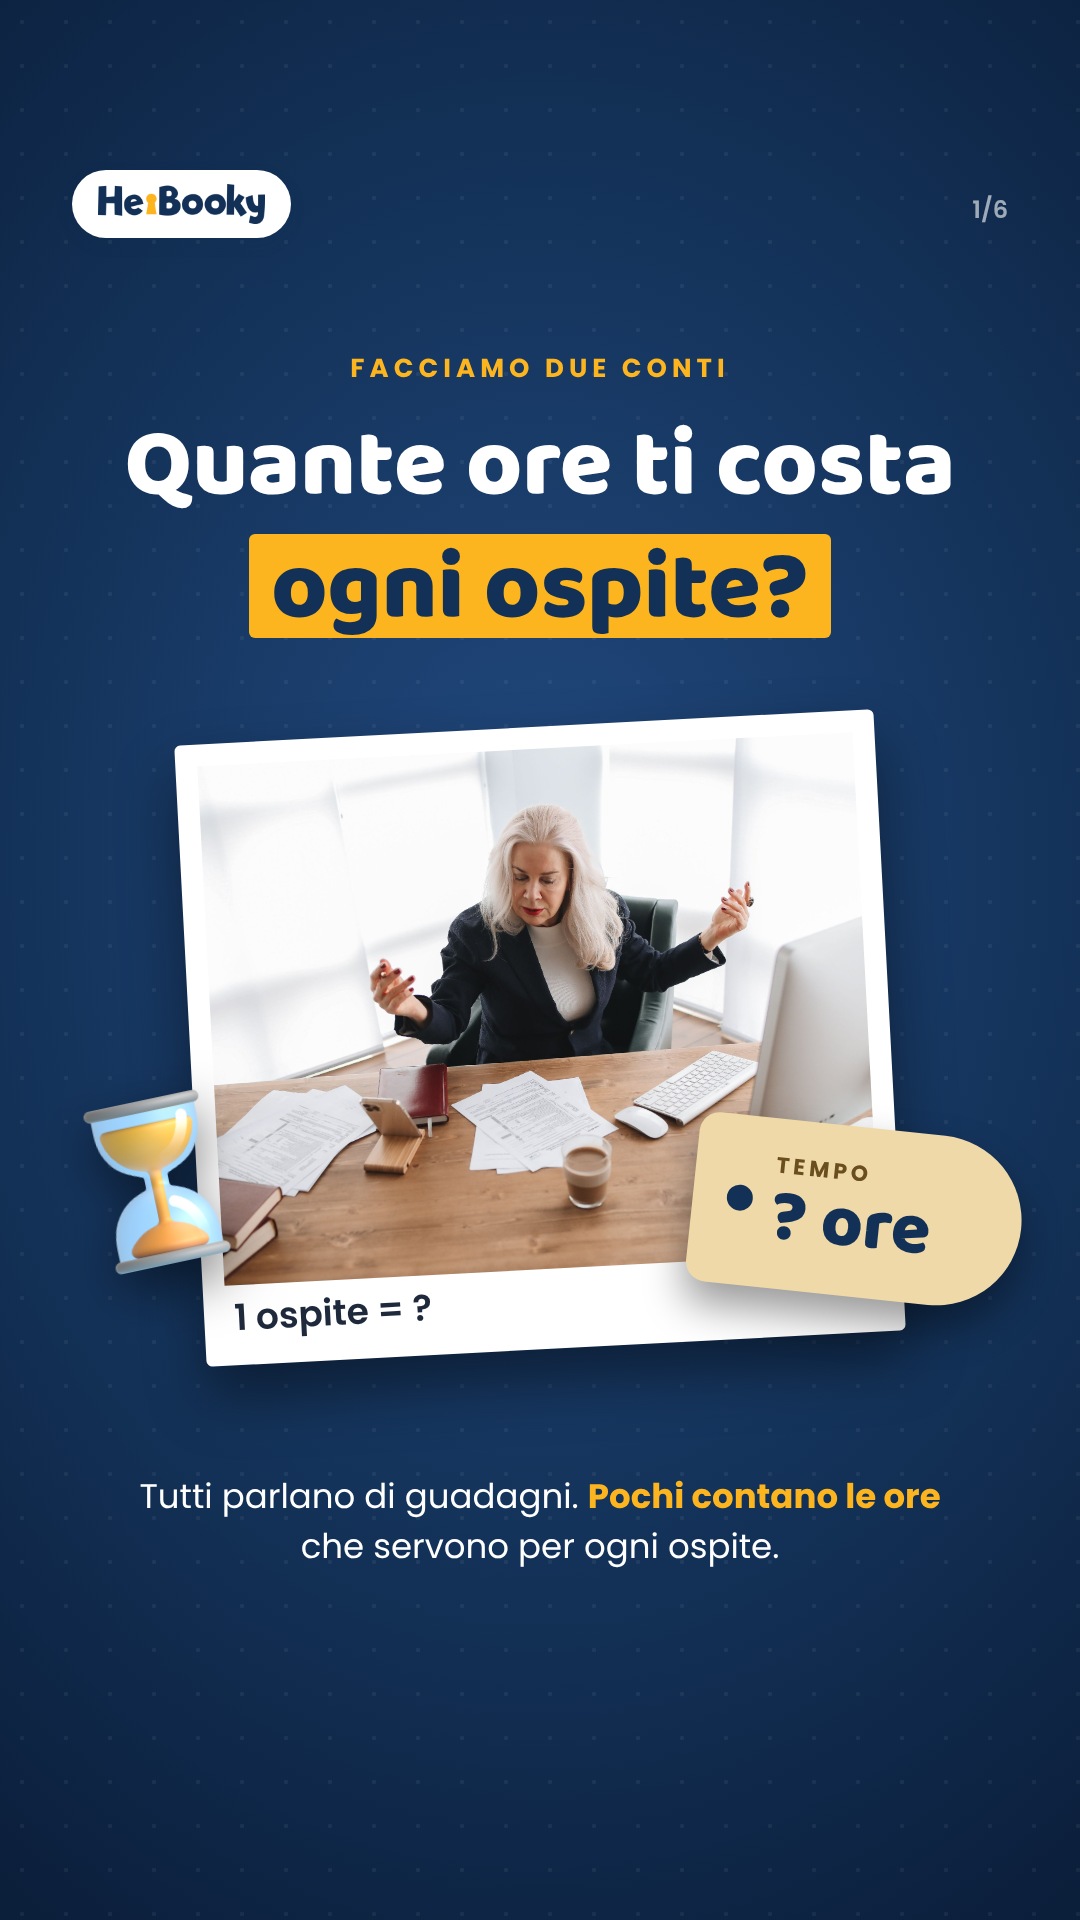 HeiBooky
1/6
FACCIAMO DUE CONTI
Quante ore ti costa
ogni ospite?
TEMPO
? ore
1 ospite = ?
Tutti parlano di guadagni. Pochi contano le ore
che servono per ogni ospite.